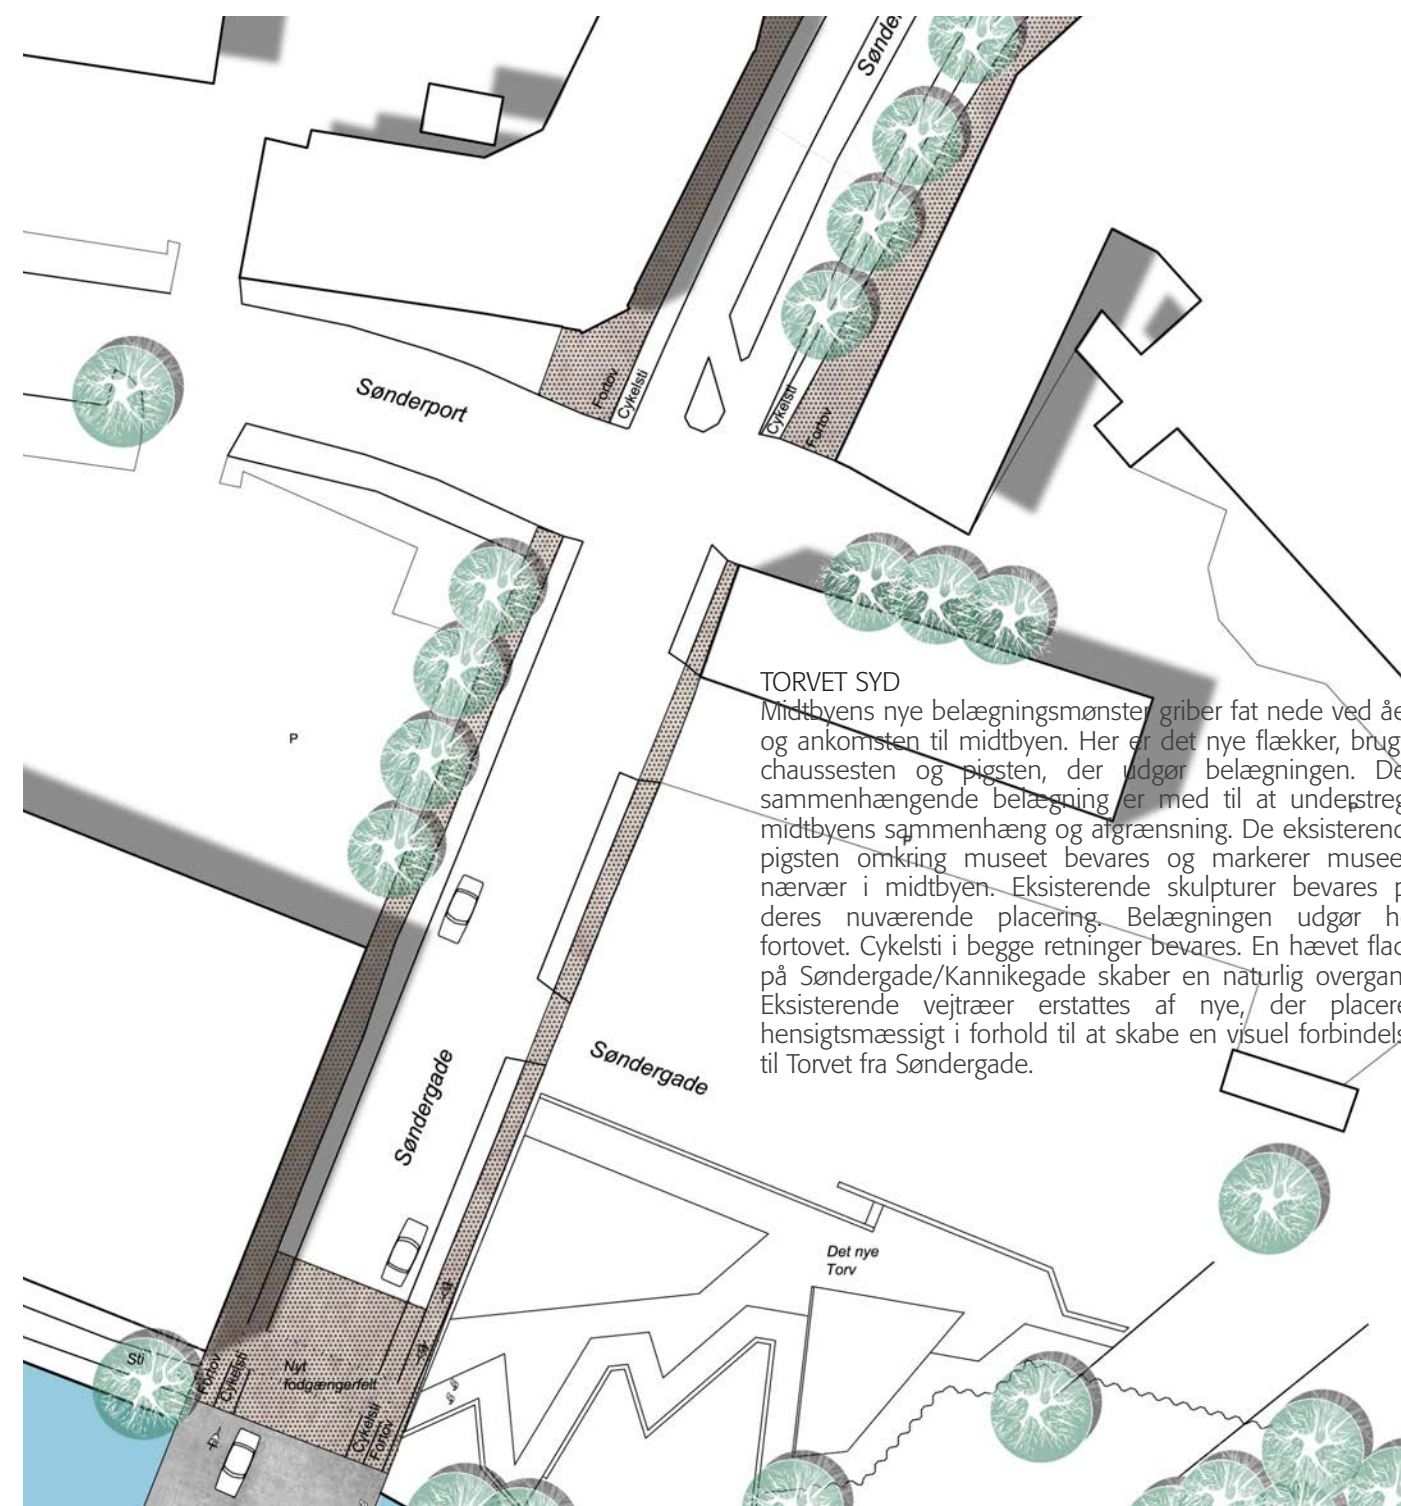 Sønde
Sønderport
Fortov
Cykelsti
Cykelsti
Fortov
P
TORVET SYD
Midtbyens nye belægningsmønster griber fat nede ved åe
og ankomsten til midtbyen. Her er det nye flækker, brug
chaussesten og pigsten, der udgør belægningen. De
sammenhængende belægning er med til at understreg
midtbyens sammenhæng og afgrænsning. De eksisterend
pigsten omkring museet bevares og markerer musee
nærvær i midtbyen. Eksisterende skulpturer bevares p
deres nuværende placering. Belægningen udgør he
fortovet. Cykelsti i begge retninger bevares. En hævet flad
på Søndergade/Kannikegade skaber en naturlig overgan
Eksisterende vejtræer erstattes af nye, der placere
hensigtsmæssigt i forhold til at skabe en visuel forbindels
til Torvet fra Søndergade.
P
P
Søndergade
Søndergade
Det nye
Torv
Sti
Fortov
Cykelsti
Nyt
fodgængerfelt
Cykelsti
Fortov